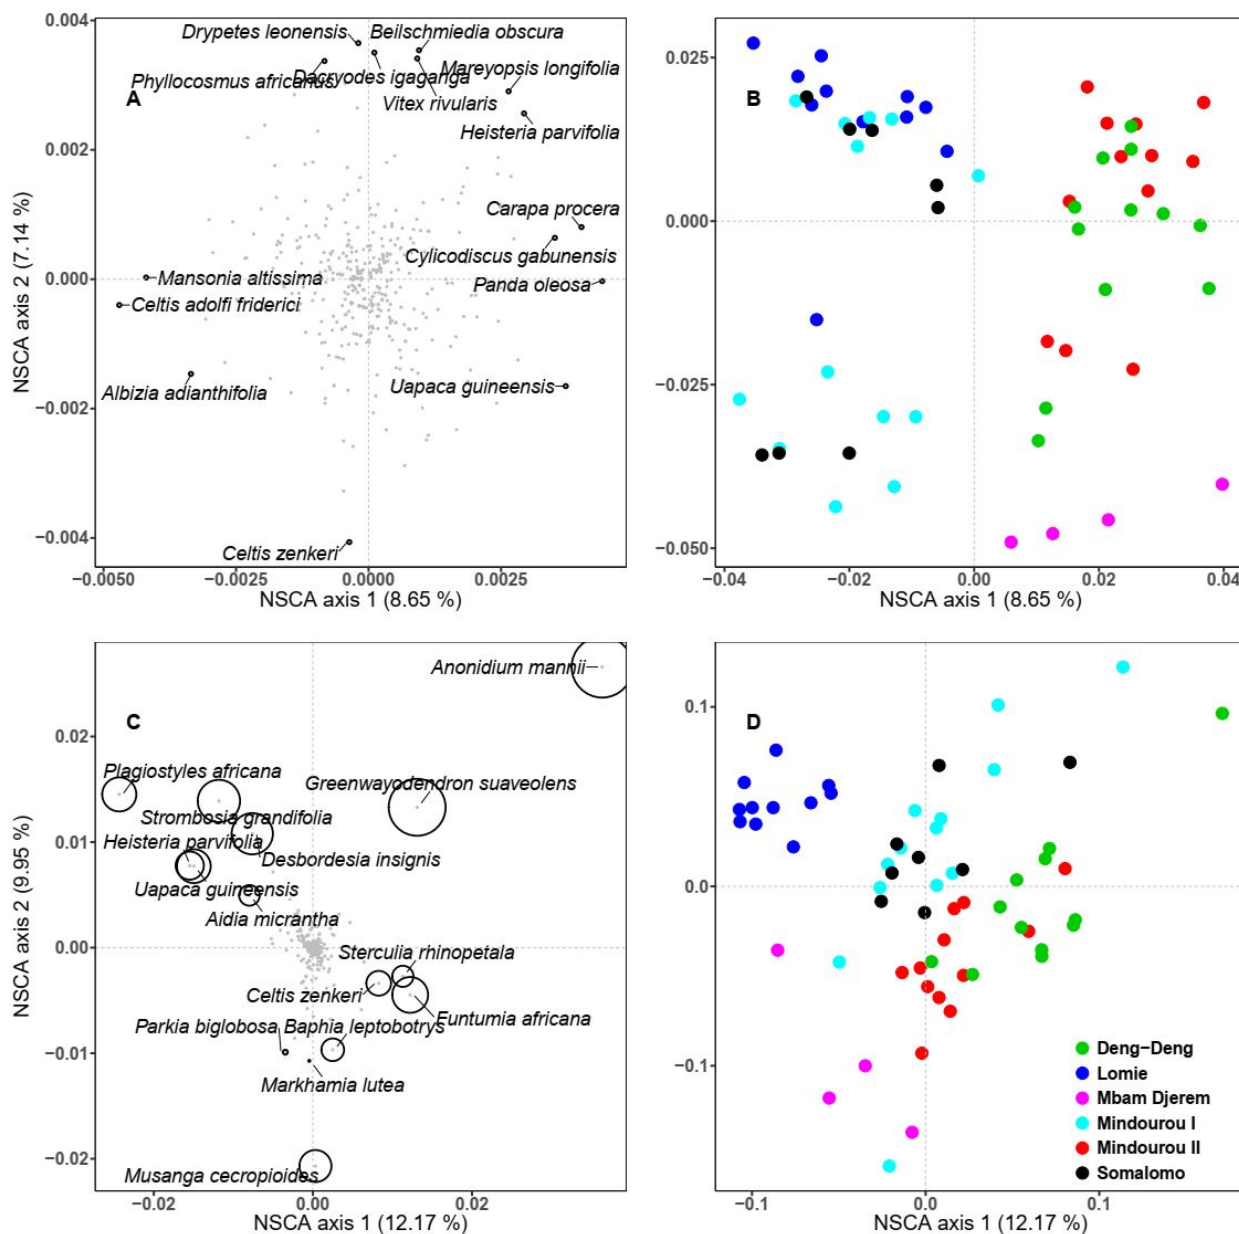 A
0.004
0.002
0.000
−0.002
−0.004
NSCA axis 2 (7.14 %)
Drypetes leonensis
Beilschmiedia obscura
Phyllocosmus africanus
Dacryodes igaganga
Mareyopsis longifolia
Vitex rivularis
Heisteria parvifolia
Carapa procera
Cylicodiscus gabunensis
Mansonia altissima
Panda oleosa
Celtis adolfi friderici
Albizia adianthifolia
Uapaca guineensis
Celtis zenkeri
−0.0050
−0.0025
0.0000
0.0025
NSCA axis 1 (8.65 %)
B
0.025
0.000
−0.025
−0.050
−0.04
−0.02
0.00
0.02
0.04
NSCA axis 1 (8.65 %)
C
0.02
0.01
0.00
−0.01
−0.02
NSCA axis 2 (9.95 %)
Anonidium mannii
Plagiostyles africana
Greenwayodendron suaveolens
Strombosia grandifolia
Heisteria parvifolia
Desbordesia insignis
Uapaca guineensis
Aidia micrantha
Sterculia rhinopetala
Celtis zenkeri
Euntumia africana
Parkia biglobosa
Baphia leptobotrys
Markhamia lutea
Musanga cecropioides
−0.02
0.00
0.02
NSCA axis 1 (12.17 %)
D
0.1
0.0
−0.1
Deng−Deng
Lomie
Mbam Djerem
Mindourou I
Mindourou II
Somalomo
−0.1
0.0
0.1
NSCA axis 1 (12.17 %)